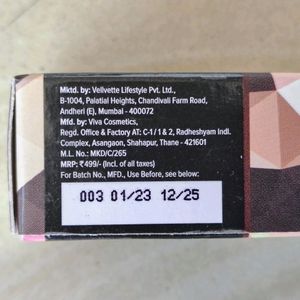 Mktd. by: Vellvette Lifestyle Pvt. Ltd.,
B-1004, Palatial Heights, Chandivali Farm Road,
Andheri (E), Mumbai - 400072
Mfd. by: Viva Cosmetics,
Regd. Office & Factory AT: C-1 / 1 & 2, Radheshyam Indl.
Complex, Asangaon, Shahapur, Thane - 421601
M.L. No.: MKD/C/265
MRP: ₹499/- (Incl. of all taxes)
For Batch No., MFD., Use Before, see below:
003 01/23 12/25